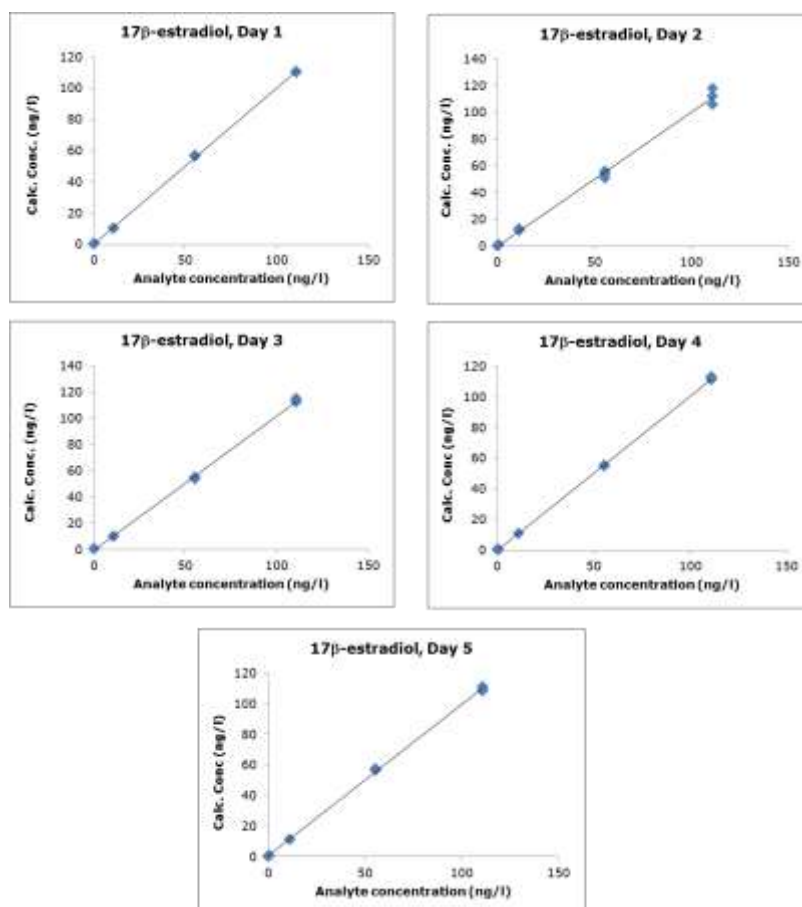 17β-estradiol, Day 1
Calc. Conc. (ng/l)
120
100
80
60
40
20
0
0 50 100 150
Analyte concentration (ng/l)
17β-estradiol, Day 2
Calc. Conc. (ng/l)
140
120
100
80
60
40
20
0
0 50 100 150
Analyte concentration (ng/l)
17β-estradiol, Day 3
Calc. Conc. (ng/l)
140
120
100
80
60
40
20
0
0 50 100 150
Analyte concentration (ng/l)
17β-estradiol, Day 4
Calc. Conc (ng/l)
120
100
80
60
40
20
0
0 50 100 150
Analyte concentration (ng/l)
17β-estradiol, Day 5
Calc. Conc (ng/l)
120
100
80
60
40
20
0
0 50 100 150
Analyte concentration (ng/l)